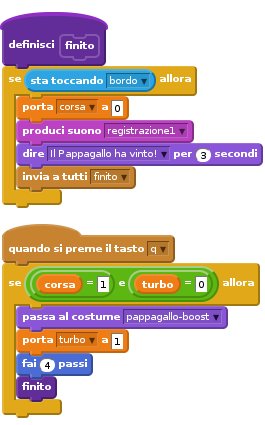 definisci finito
se sta toccando bordo allora
porta corsa a 0
produci suono registrazione1
dire Il Pappagallo ha vinto! per 3 secondi
invia a tutti finito
quando si preme il tasto q
se corsa = 1 e turbo = 0 allora
passa al costume pappagallo-boost
porta turbo a 1
fai 4 passi
finito